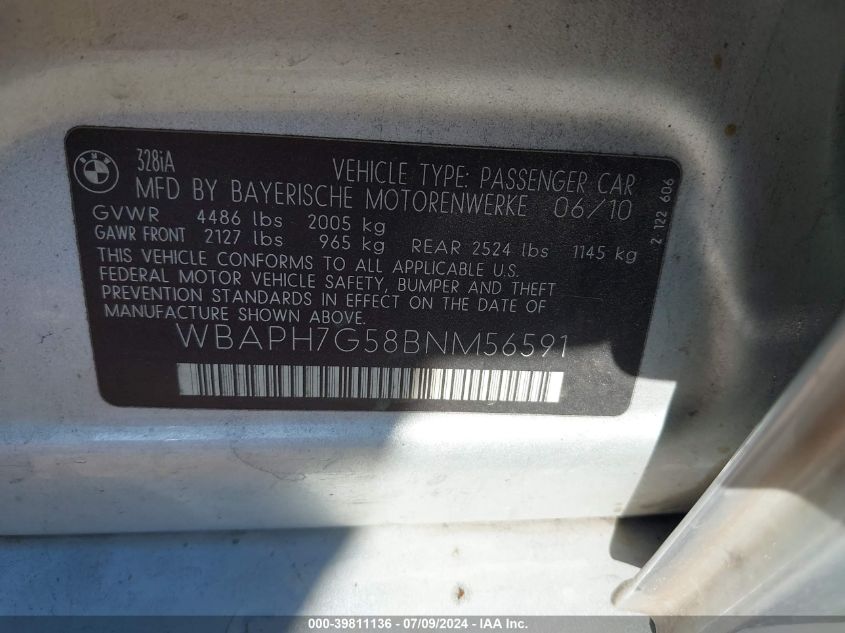 BMW
328iA
VEHICLE TYPE: PASSENGER CAR
MFD BY BAYERISCHE MOTORENWERKE 06/10
GVWR 4486 lbs 2005 kg
GAWR FRONT 2127 lbs 965 kg REAR 2524 lbs 1145 kg
THIS VEHICLE CONFORMS TO ALL APPLICABLE U.S.
FEDERAL MOTOR VEHICLE SAFETY, BUMPER AND THEFT
PREVENTION STANDARDS IN EFFECT ON THE DATE OF
MANUFACTURE SHOWN ABOVE.
WBAPH7G58BNM56591
2 122 606
000-39811136 - 07/09/2024 - IAA Inc.